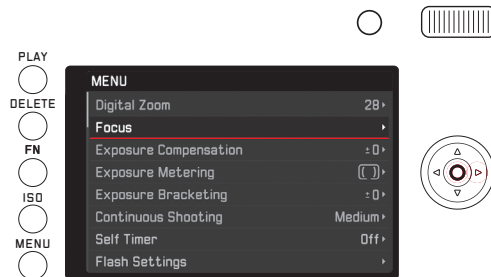 PLAY
DELETE
FN
ISO
MENU
MENU
Digital Zoom 28
Focus
Exposure Compensation ±0
Exposure Metering
Exposure Bracketing ±0
Continuous Shooting Medium
Self Timer Off
Flash Settings